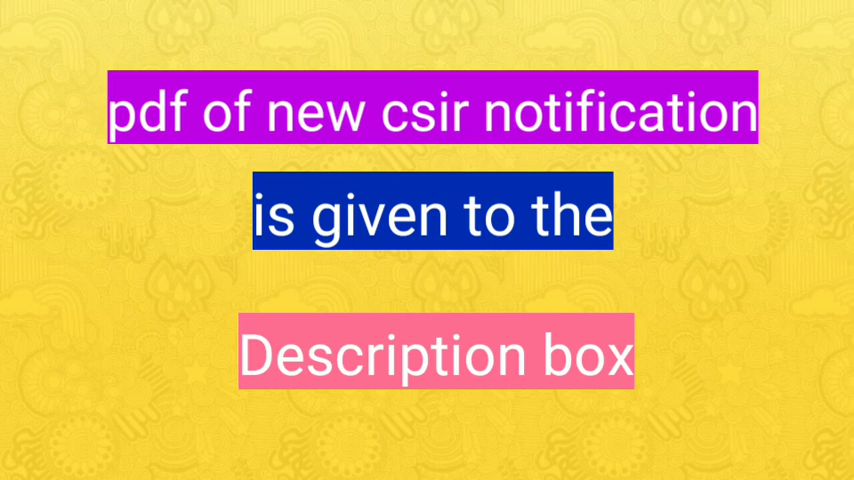 pdf of new csir notification
is given to the
Description box